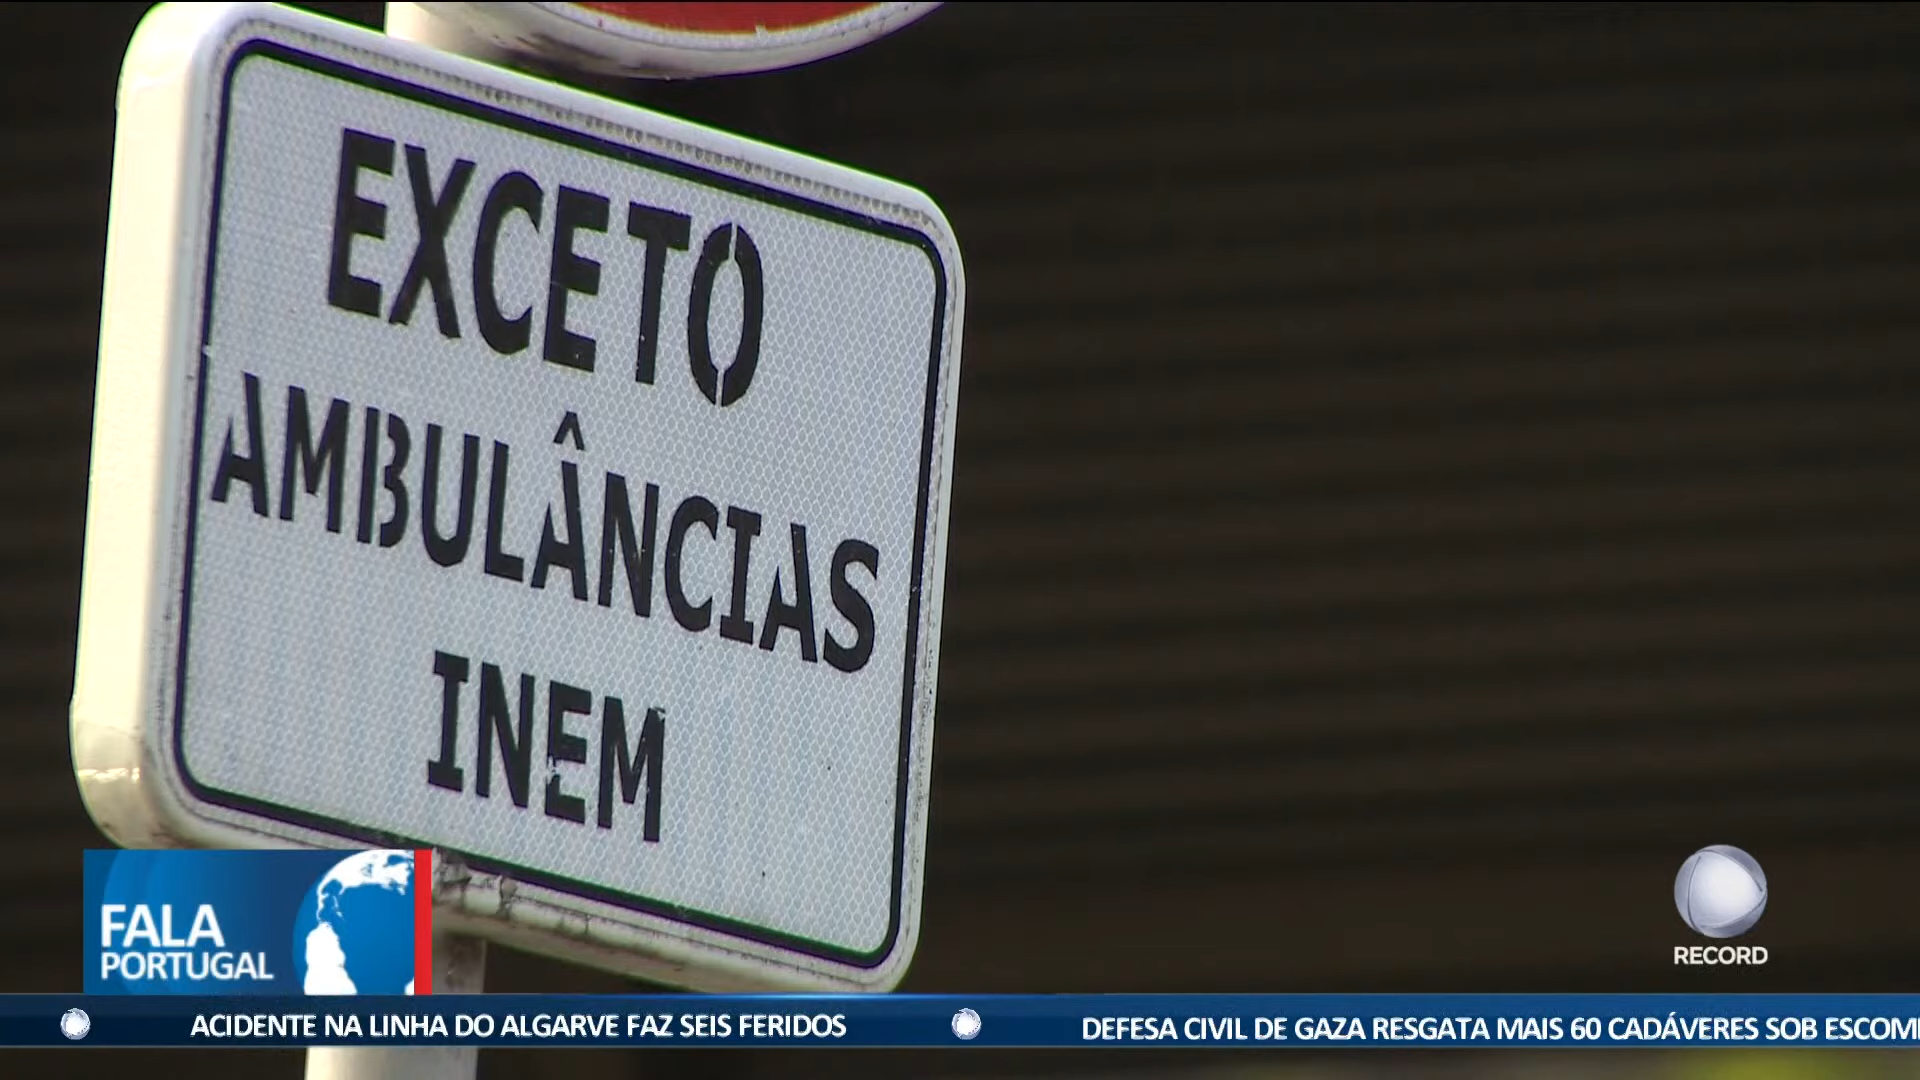 EXCETO
AMBULÂNCIAS
INEM
FALA
PORTUGAL
RECORD
ACIDENTE NA LINHA DO ALGARVE FAZ SEIS FERIDOS
DEFESA CIVIL DE GAZA RESGATA MAIS 60 CADÁVERES SOB